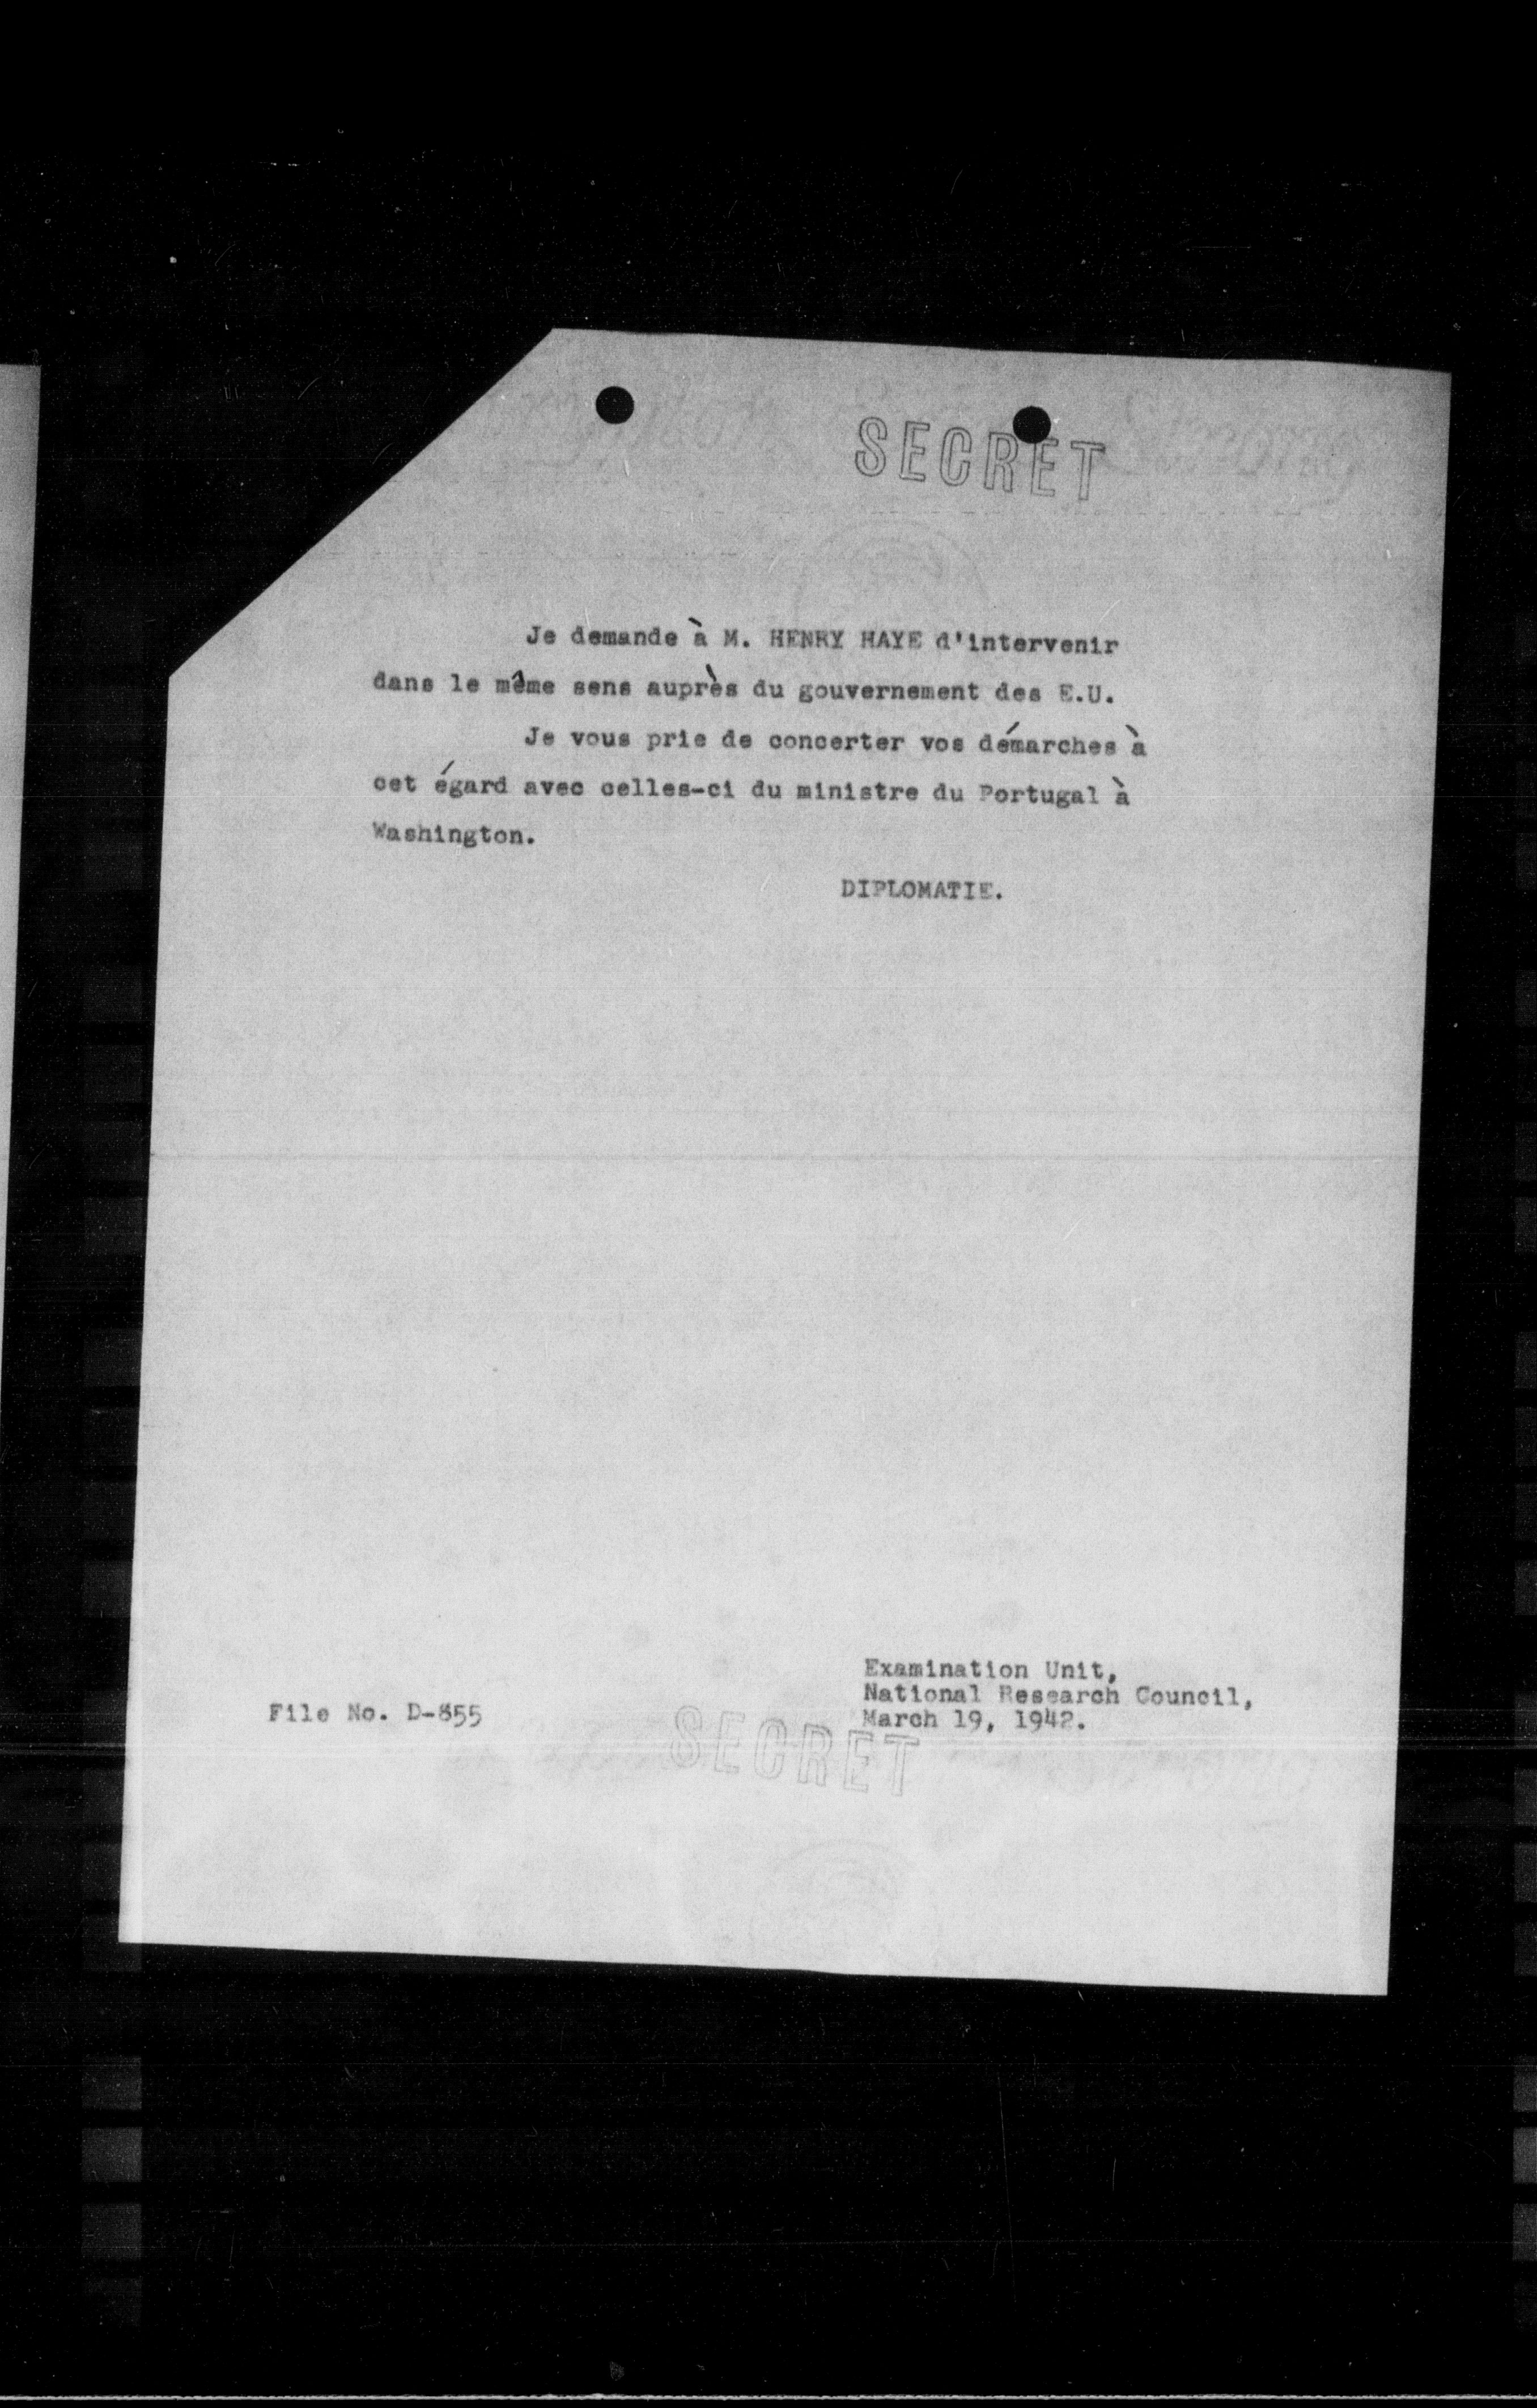 SECRET
Je demande à M. HENRY HAYE d'intervenir
dans le même sens auprès du gouvernement des E.U.
Je vous prie de concerter vos démarches à
cet égard avec celles-ci du ministre du Portugal à
Washington.
DIPLOMATIE.
Examination Unit,
National Research Council,
File No. D-855
March 19, 1942.
SECRET